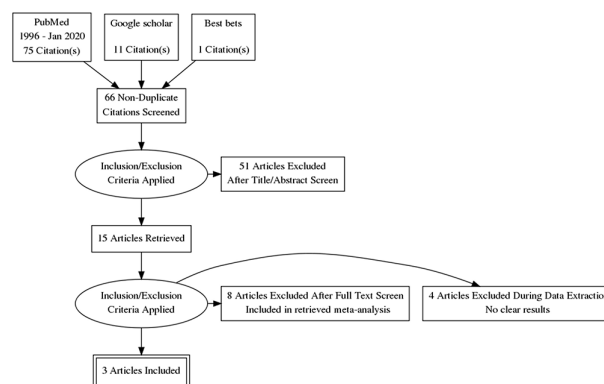 PubMed
1996 - Jan 2020
75 Citation(s)
Google scholar
11 Citation(s)
Best bets
1 Citation(s)
66 Non-Duplicate
Citations Screened
Inclusion/Exclusion
Criteria Applied
51 Articles Excluded
After Title/Abstract Screen
15 Articles Retrieved
Inclusion/Exclusion
Criteria Applied
8 Articles Excluded After Full Text Screen
Included in retrieved meta-analysis
4 Articles Excluded During Data Extractio
No clear results
3 Articles Included